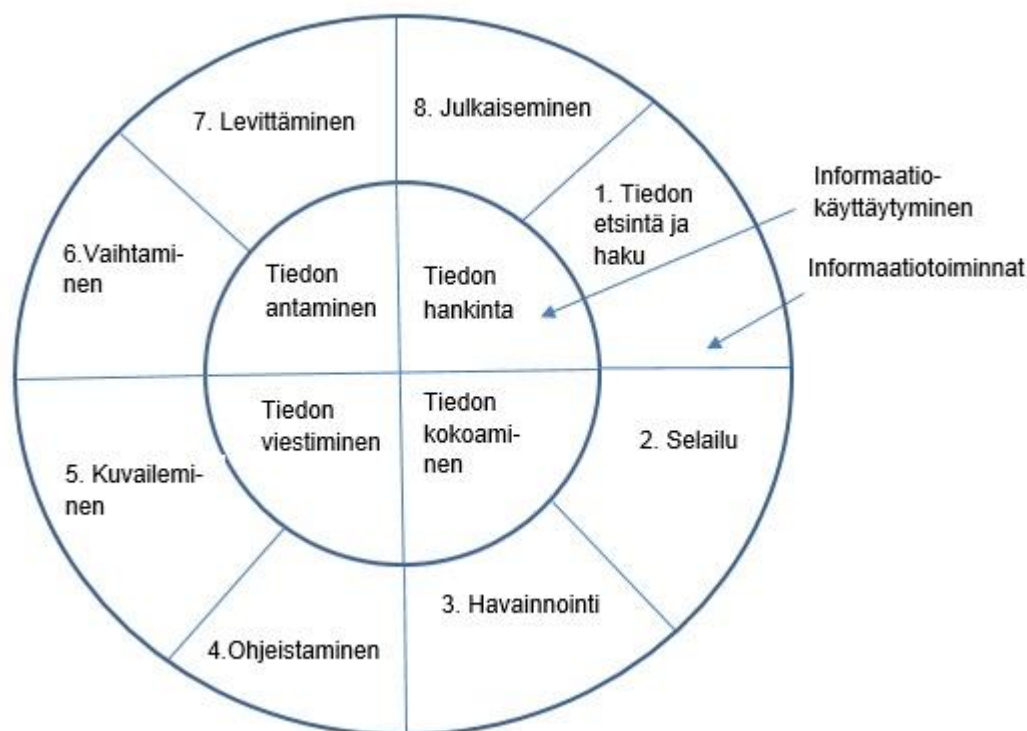 7. Levittäminen
8. Julkaiseminen
1. Tiedon
etsintä ja
haku
Informaatio-
käyttäytyminen
Informaatiotoiminnat
6.Vaihtami-
nen
Tiedon
antaminen
Tiedon
hankinta
Tiedon
viestiminen
Tiedon
kokoami-
nen
2. Selailu
5. Kuvailemi-
nen
3. Havainnointi
4.Ohjeistaminen